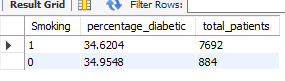 Result Grid Filter Rows:
Smoking percentage_diabetic total_patients
1 34.6204 7692
0 34.9548 884